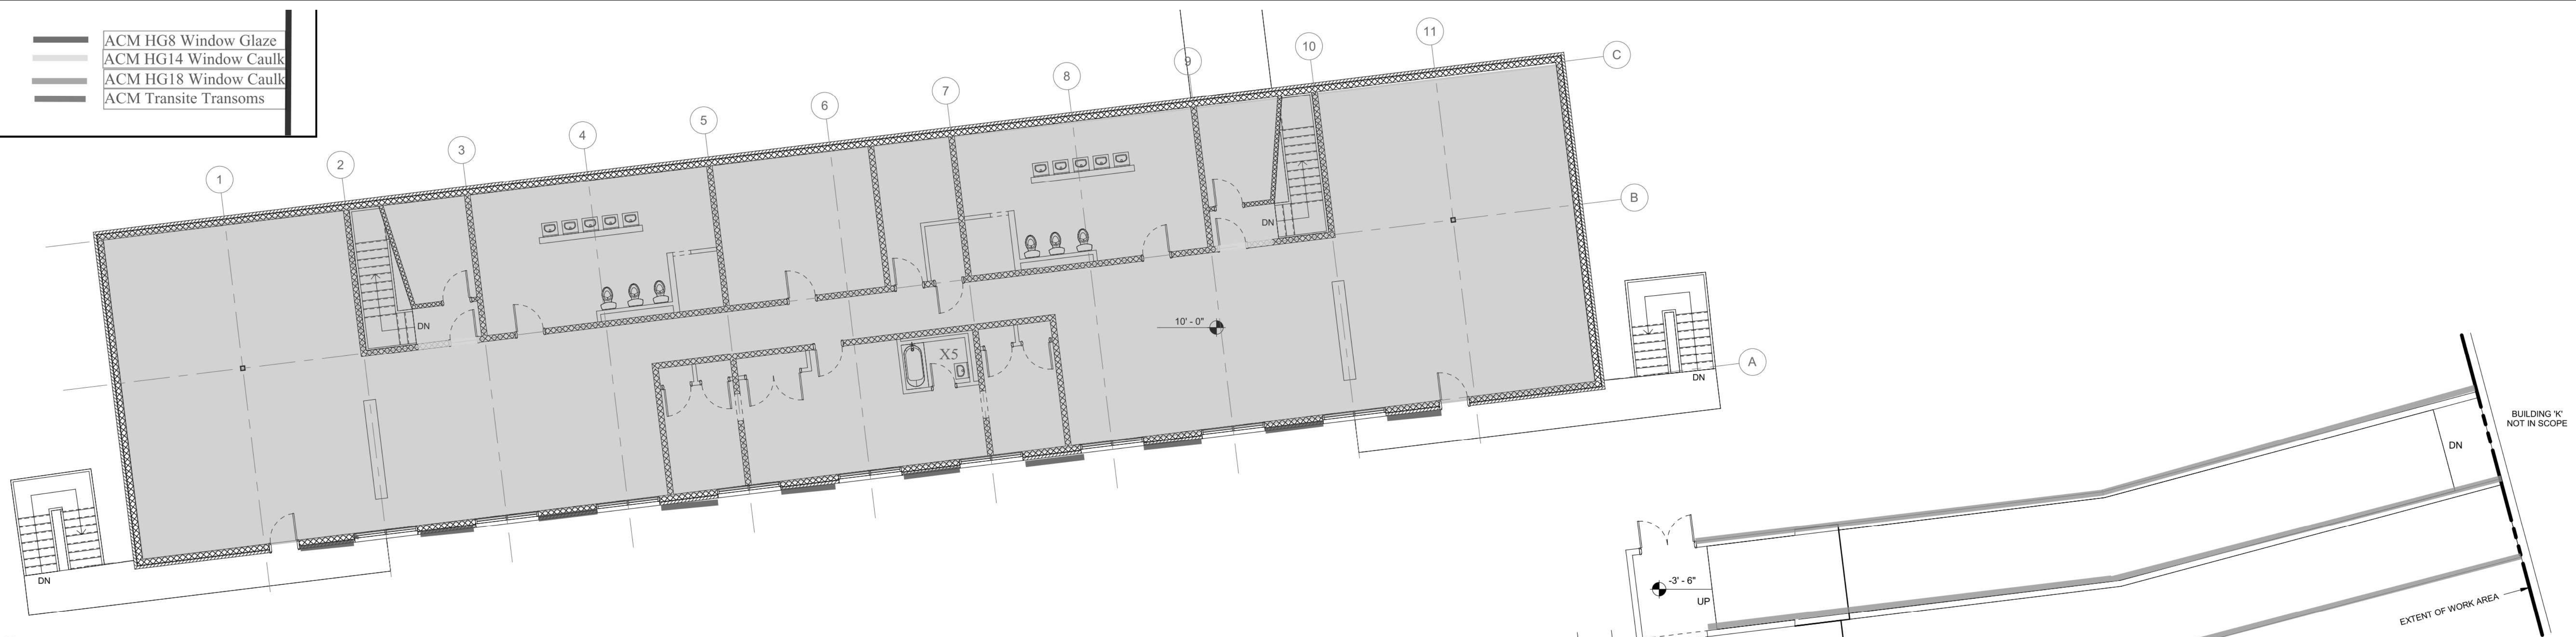 ACM HG8 Window Glaze
ACM HG14 Window Caulk
ACM HG18 Window Caulk
ACM Transite Transoms
1
2
3
4
5
6
7
8
9
10
11
C
B
A
DN
DN
10' - 0"
X5
DN
DN
BUILDING 'K'
NOT IN SCOPE
DN
-3' - 6"
UP
EXTENT OF WORK AREA